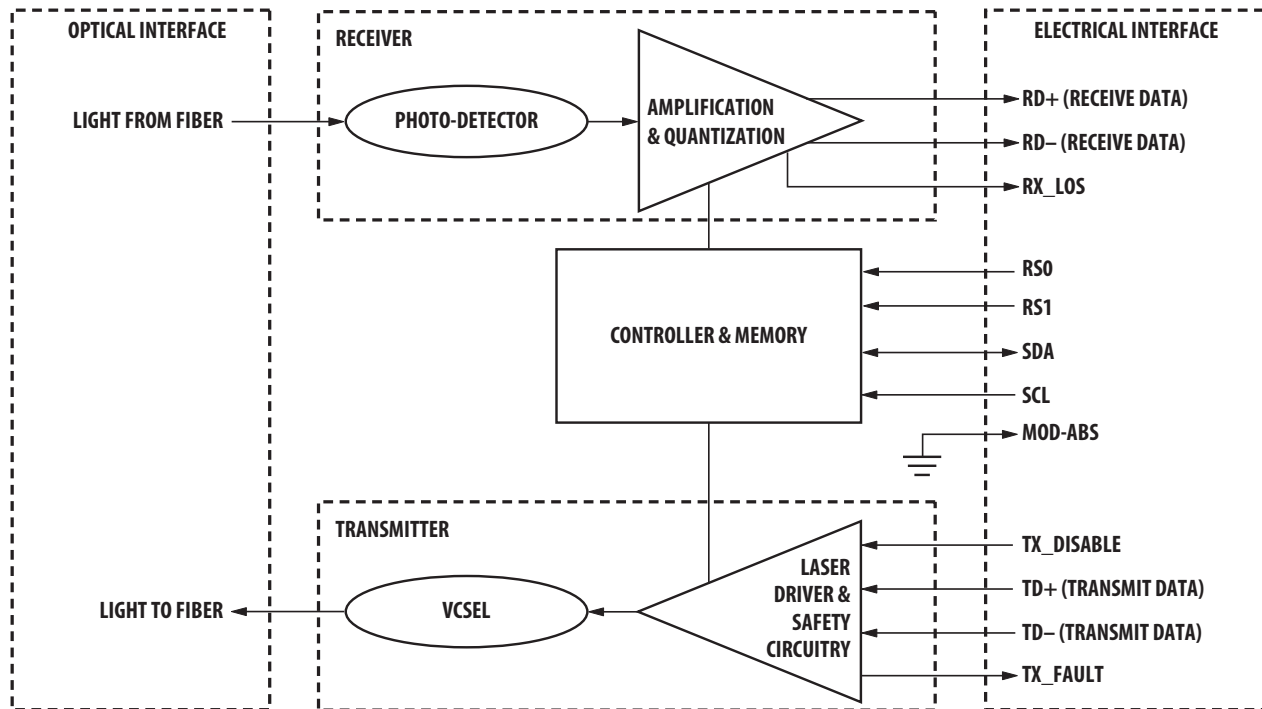 OPTICAL INTERFACE
RECEIVER
ELECTRICAL INTERFACE
LIGHT FROM FIBER
PHOTO-DETECTOR
AMPLIFICATION
& QUANTIZATION
RD+ (RECEIVE DATA)
RD– (RECEIVE DATA)
RX_LOS
CONTROLLER & MEMORY
RS0
RS1
SDA
SCL
MOD-ABS
TRANSMITTER
LIGHT TO FIBER
VCSEL
LASER
DRIVER &
SAFETY
CIRCUITRY
TX_DISABLE
TD+ (TRANSMIT DATA)
TD– (TRANSMIT DATA)
TX_FAULT